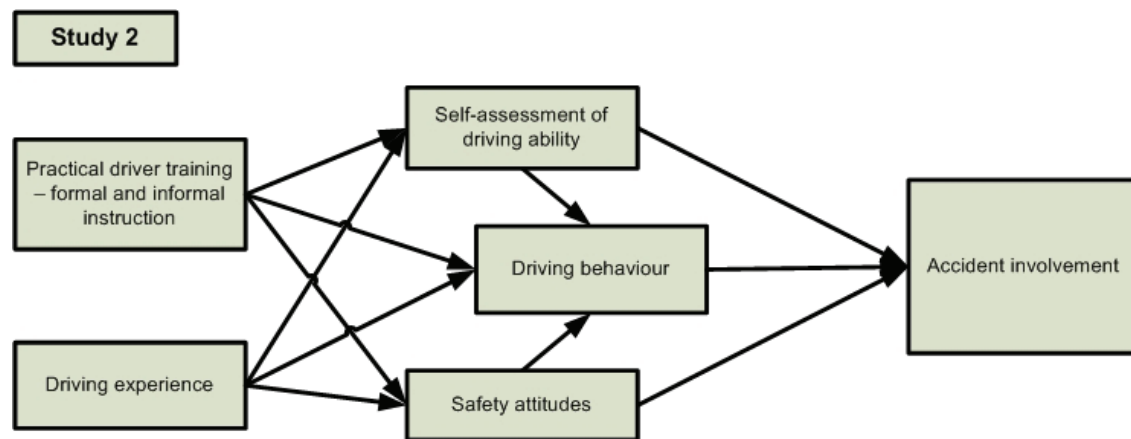 Study 2
Self-assessment of
driving ability
Practical driver training
– formal and informal
instruction
Driving behaviour
Accident involvement
Driving experience
Safety attitudes